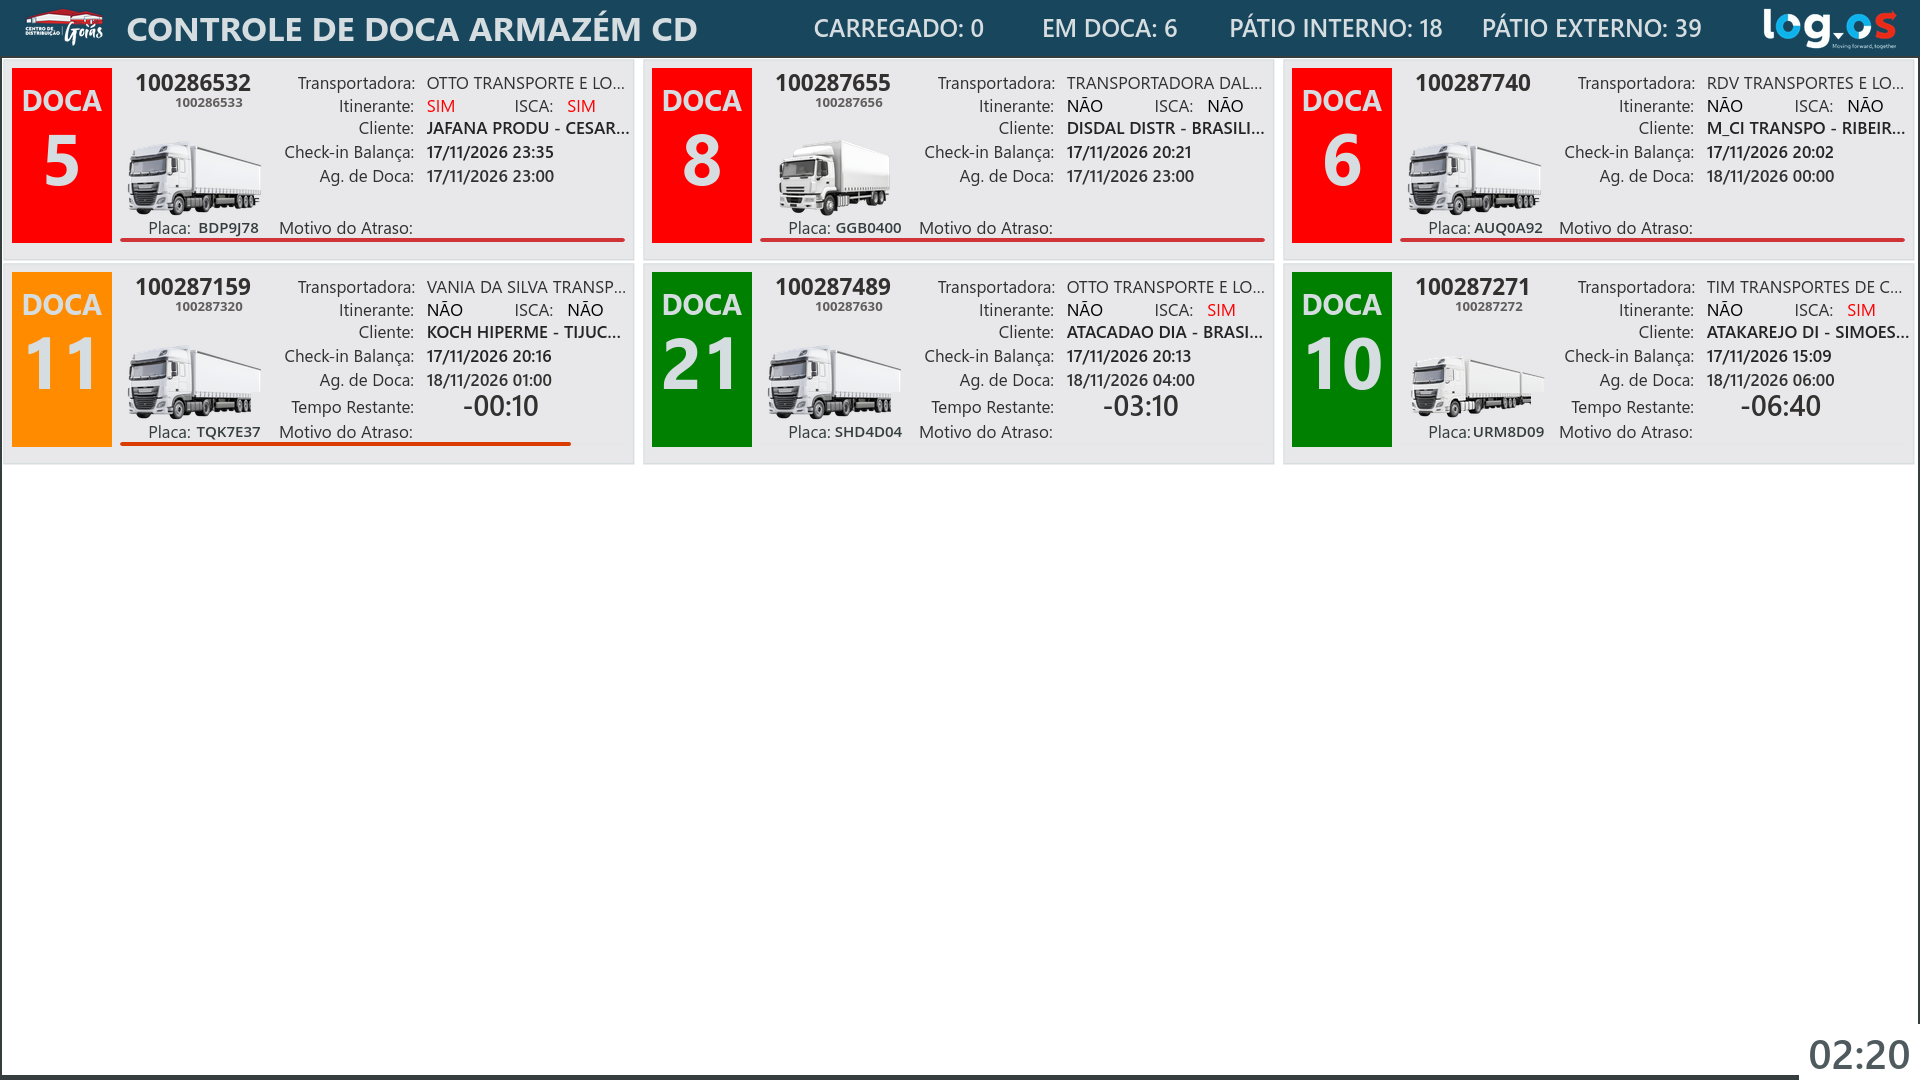 CENTRO DE DISTRIBUIÇÃO Goiás
CONTROLE DE DOCA ARMAZÉM CD
CARREGADO: 0
EM DOCA: 6
PÁTIO INTERNO: 18
PÁTIO EXTERNO: 39
log.os
Moving forward, together
DOCA
5
100286532
100286533
Transportadora: OTTO TRANSPORTE E LO...
Itinerante: SIM ISCA: SIM
Cliente: JAFANA PRODU - CESAR...
Check-in Balança: 17/11/2026 23:35
Ag. de Doca: 17/11/2026 23:00
Placa: BDP9J78 Motivo do Atraso:
DOCA
8
100287655
100287656
Transportadora: TRANSPORTADORA DAL...
Itinerante: NÃO ISCA: NÃO
Cliente: DISDAL DISTR - BRASILI...
Check-in Balança: 17/11/2026 20:21
Ag. de Doca: 17/11/2026 23:00
Placa: GGB0400 Motivo do Atraso:
DOCA
6
100287740
Transportadora: RDV TRANSPORTES E LO...
Itinerante: NÃO ISCA: NÃO
Cliente: M_CI TRANSPO - RIBEIR...
Check-in Balança: 17/11/2026 20:02
Ag. de Doca: 18/11/2026 00:00
Placa: AUQ0A92 Motivo do Atraso:
DOCA
11
100287159
100287320
Transportadora: VANIA DA SILVA TRANSP...
Itinerante: NÃO ISCA: NÃO
Cliente: KOCH HIPERME - TIJUC...
Check-in Balança: 17/11/2026 20:16
Ag. de Doca: 18/11/2026 01:00
Tempo Restante: -00:10
Placa: TQK7E37 Motivo do Atraso:
DOCA
21
100287489
100287630
Transportadora: OTTO TRANSPORTE E LO...
Itinerante: NÃO ISCA: SIM
Cliente: ATACADAO DIA - BRASI...
Check-in Balança: 17/11/2026 20:13
Ag. de Doca: 18/11/2026 04:00
Tempo Restante: -03:10
Placa: SHD4D04 Motivo do Atraso:
DOCA
10
100287271
100287272
Transportadora: TIM TRANSPORTES DE C...
Itinerante: NÃO ISCA: SIM
Cliente: ATAKAREJO DI - SIMOES...
Check-in Balança: 17/11/2026 15:09
Ag. de Doca: 18/11/2026 06:00
Tempo Restante: -06:40
Placa: URM8D09 Motivo do Atraso:
02:20